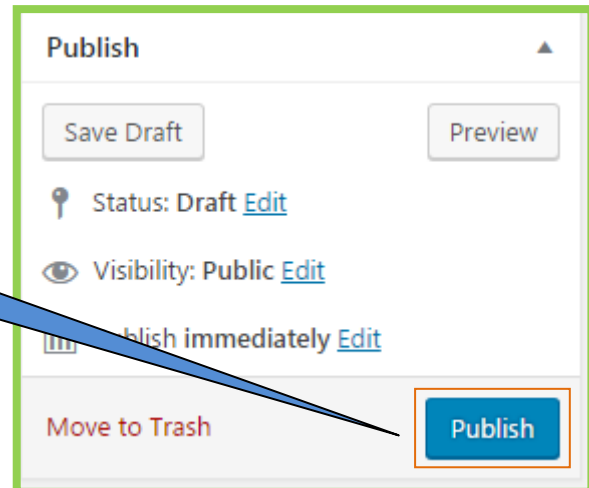 Publish
Save Draft Preview
Status: Draft Edit
Visibility: Public Edit
immediately Edit
Move to Trash Publish